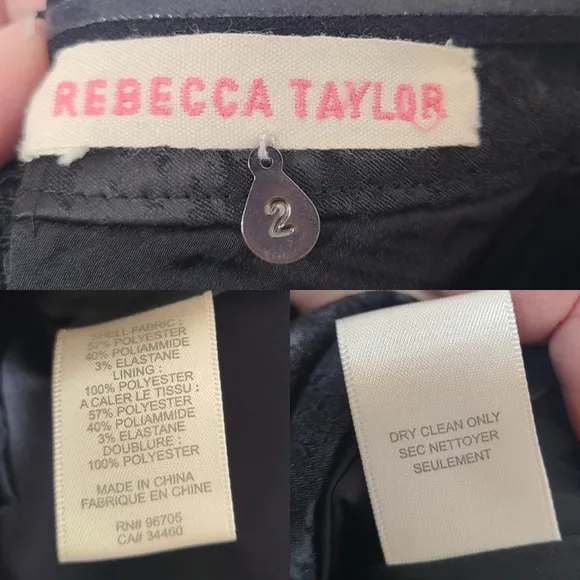 REBECCA TAYLOR
2
SHELL FABRIC :
57% POLYESTER
40% POLIAMMIDE
3% ELASTANE
LINING :
100% POLYESTER
A CALER LE TISSU :
57% POLYESTER
40% POLIAMMIDE
3% ELASTANE
DOUBLURE :
100% POLYESTER
MADE IN CHINA
FABRIQUE EN CHINE
RN# 96705
CA# 34460
DRY CLEAN ONLY
SEC NETTOYER
SEULEMENT